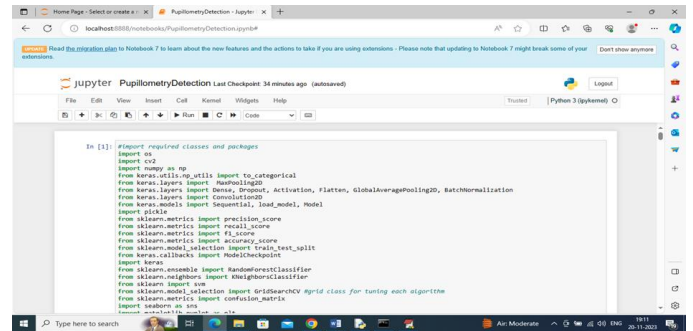 Home Page - Select or create a n
PupillometryDetection - Jupyter
localhost:8888/notebooks/PupillometryDetection.ipynb#
UPDATE Read the migration plan to Notebook 7 to learn about the new features and the actions to take if you are using extensions - Please note that updating to Notebook 7 might break some of your extensions.
Don't show anymore
jupyter PupillometryDetection Last Checkpoint: 34 minutes ago (autosaved)
Logout
File Edit View Insert Cell Kernel Widgets Help
Trusted Python 3 (ipykernel)
Run Code
In [1]: #import required classes and packages
import os
import cv2
import numpy as np
from keras.utils.np_utils import to_categorical
from keras.layers import MaxPooling2D
from keras.layers import Dense, Dropout, Activation, Flatten, GlobalAveragePooling2D, BatchNormalization
from keras.layers import Convolution2D
from keras.models import Sequential, load_model, Model
import pickle
from sklearn.metrics import precision_score
from sklearn.metrics import recall_score
from sklearn.metrics import f1_score
from sklearn.metrics import accuracy_score
from sklearn.model_selection import train_test_split
from keras.callbacks import ModelCheckpoint
import keras
from sklearn.ensemble import RandomForestClassifier
from sklearn.neighbors import KNeighborsClassifier
from sklearn import svm
from sklearn.model_selection import GridSearchCV #grid class for tuning each algorithm
from sklearn.metrics import confusion_matrix
import seaborn as sns
import matplotlib.pyplot as plt
Type here to search
Air: Moderate
19:11
20-11-2023